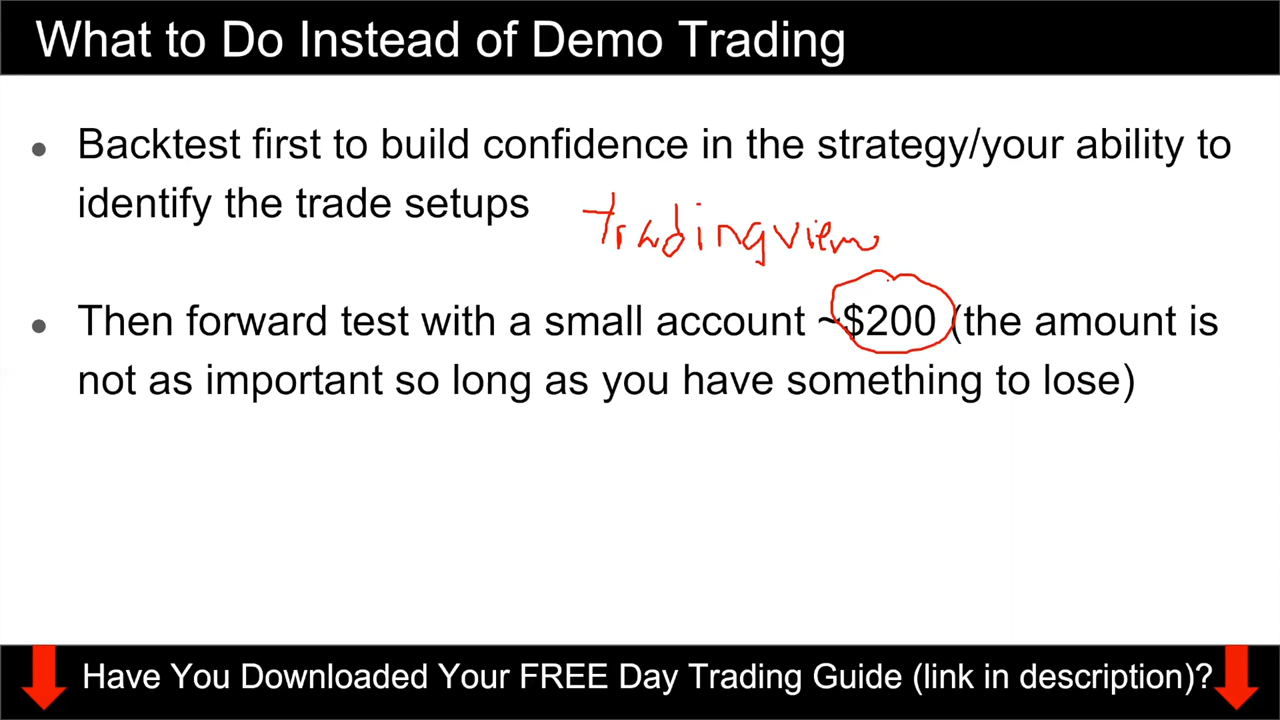 What to Do Instead of Demo Trading
● Backtest first to build confidence in the strategy/your ability to
identify the trade setups
tradingview
● Then forward test with a small account ~$200 (the amount is
not as important so long as you have something to lose)
Have You Downloaded Your FREE Day Trading Guide (link in description)?